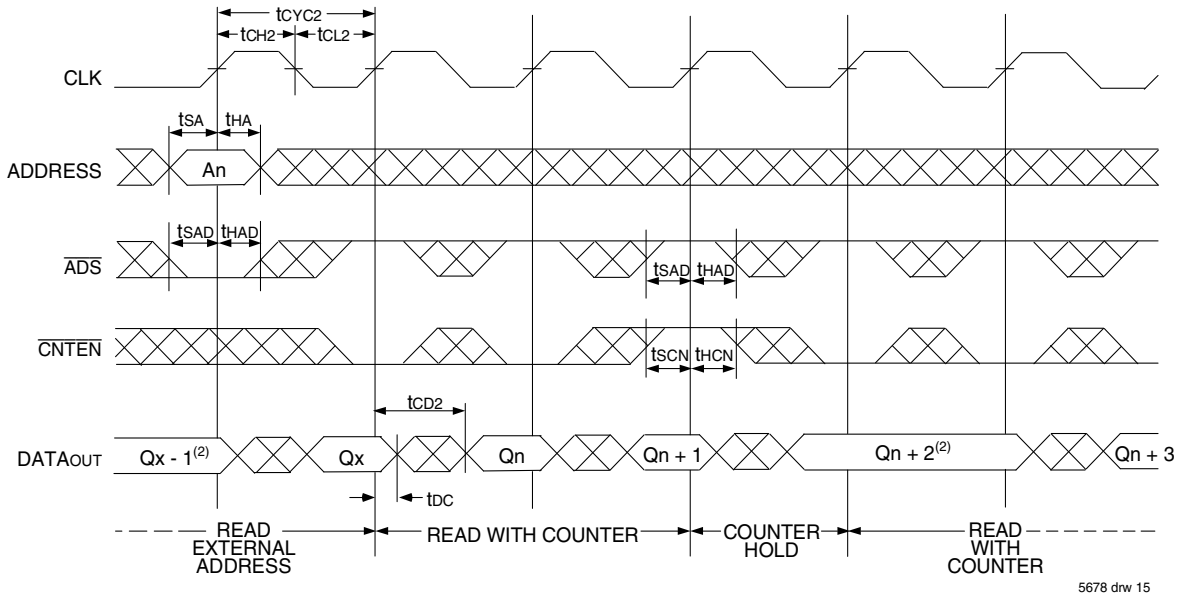 tCYC2
tCH2 tCL2
CLK
tSA tHA
ADDRESS An
tSAD tHAD
ADS
tSAD tHAD
CNTEN
tSCN tHCN
tCD2
DATAOUT Qx - 1(2) Qx Qn Qn + 1 Qn + 2(2) Qn + 3
tDC
READ EXTERNAL ADDRESS
READ WITH COUNTER
COUNTER HOLD
READ WITH COUNTER
5678 drw 15